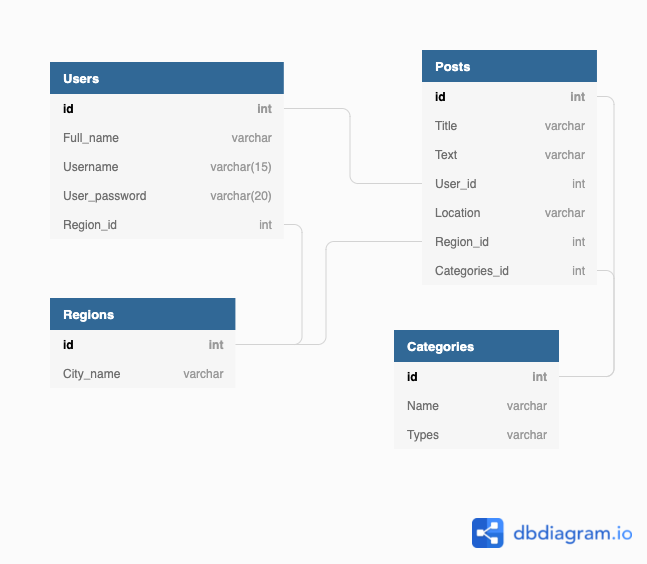 Users
id int
Full_name varchar
Username varchar(15)
User_password varchar(20)
Region_id int
Posts
id int
Title varchar
Text varchar
User_id int
Location varchar
Region_id int
Categories_id int
Regions
id int
City_name varchar
Categories
id int
Name varchar
Types varchar
dbdiagram.io